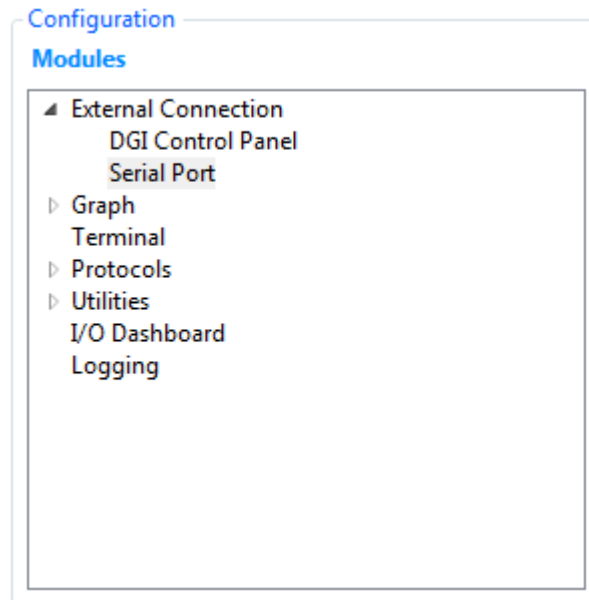 Configuration
Modules
External Connection
DGI Control Panel
Serial Port
Graph
Terminal
Protocols
Utilities
I/O Dashboard
Logging